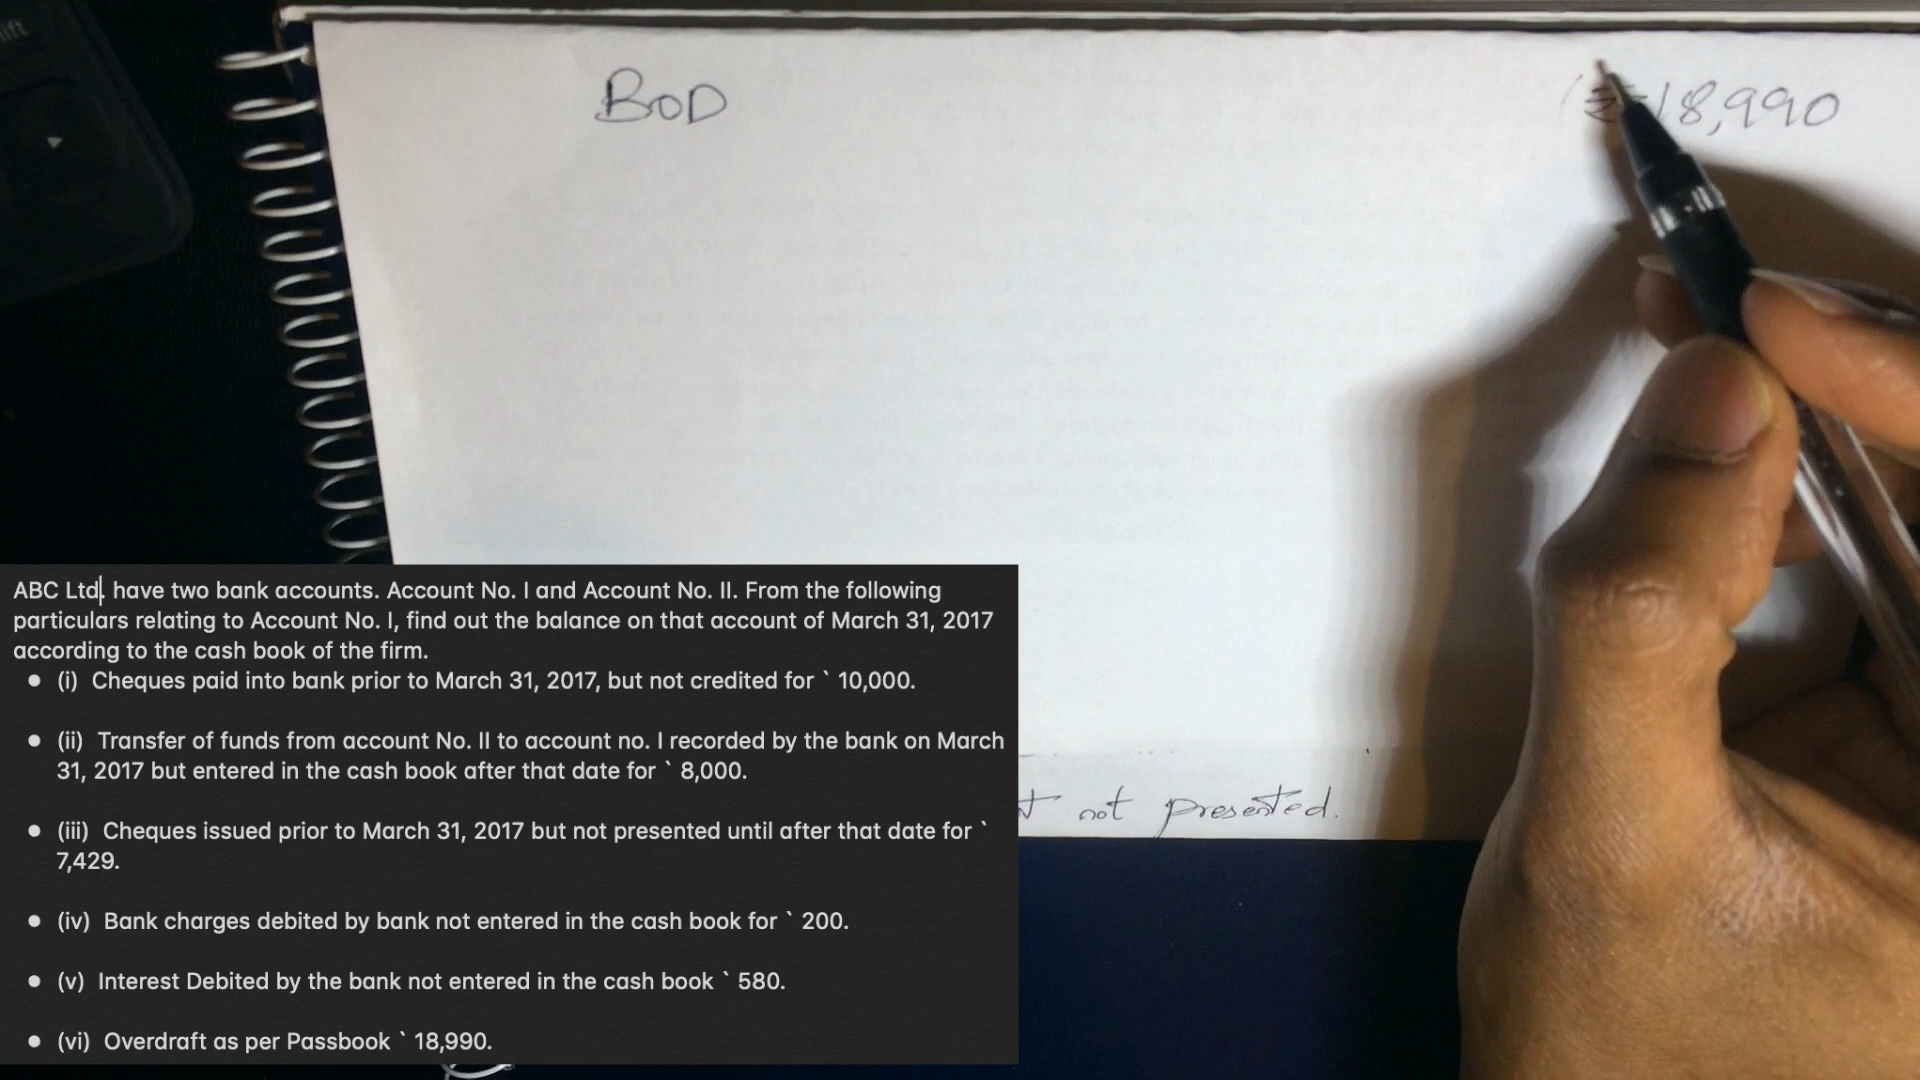 BOD
18,990
ABC Ltd. have two bank accounts. Account No. I and Account No. II. From the following
particulars relating to Account No. I, find out the balance on that account of March 31, 2017
according to the cash book of the firm.
• (i) Cheques paid into bank prior to March 31, 2017, but not credited for ` 10,000.
• (ii) Transfer of funds from account No. II to account no. I recorded by the bank on March
31, 2017 but entered in the cash book after that date for ` 8,000.
not presented.
• (iii) Cheques issued prior to March 31, 2017 but not presented until after that date for `
7,429.
• (iv) Bank charges debited by bank not entered in the cash book for ` 200.
• (v) Interest Debited by the bank not entered in the cash book ` 580.
• (vi) Overdraft as per Passbook ` 18,990.